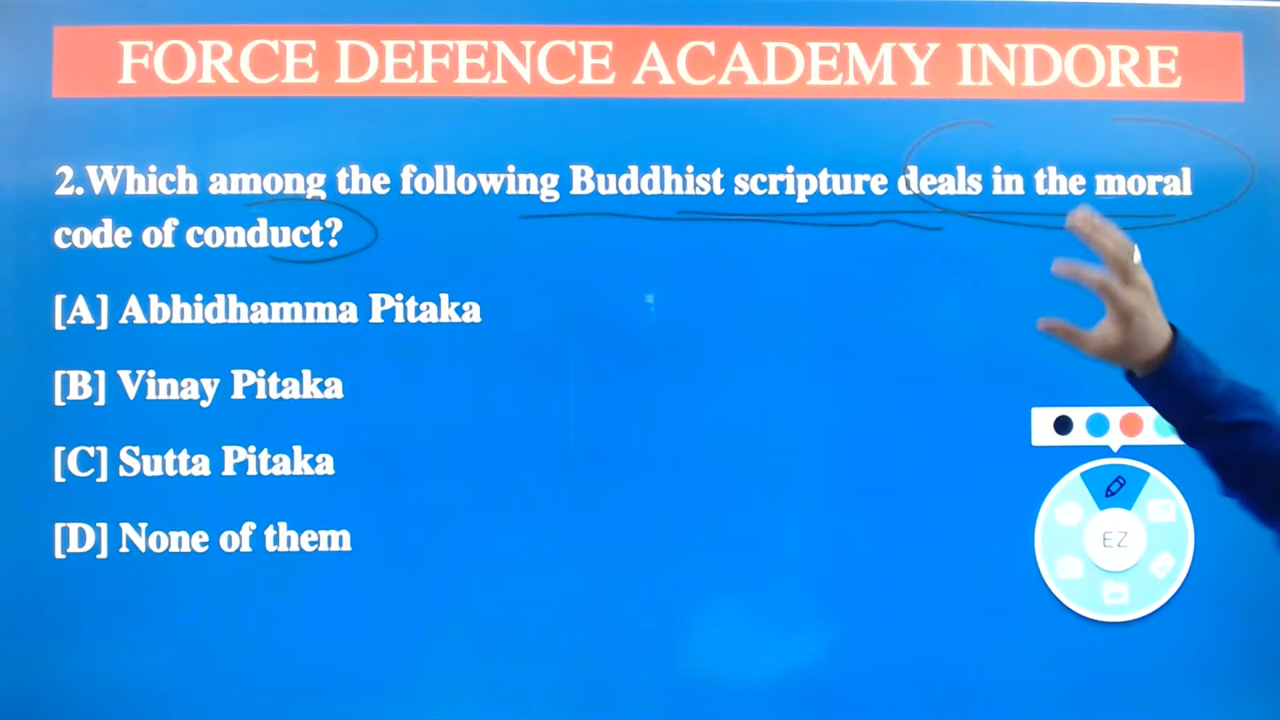 FORCE DEFENCE ACADEMY INDORE
2.Which among the following Buddhist scripture deals in the moral
code of conduct?
[A] Abhidhamma Pitaka
[B] Vinay Pitaka
[C] Sutta Pitaka
[D] None of them
EZ